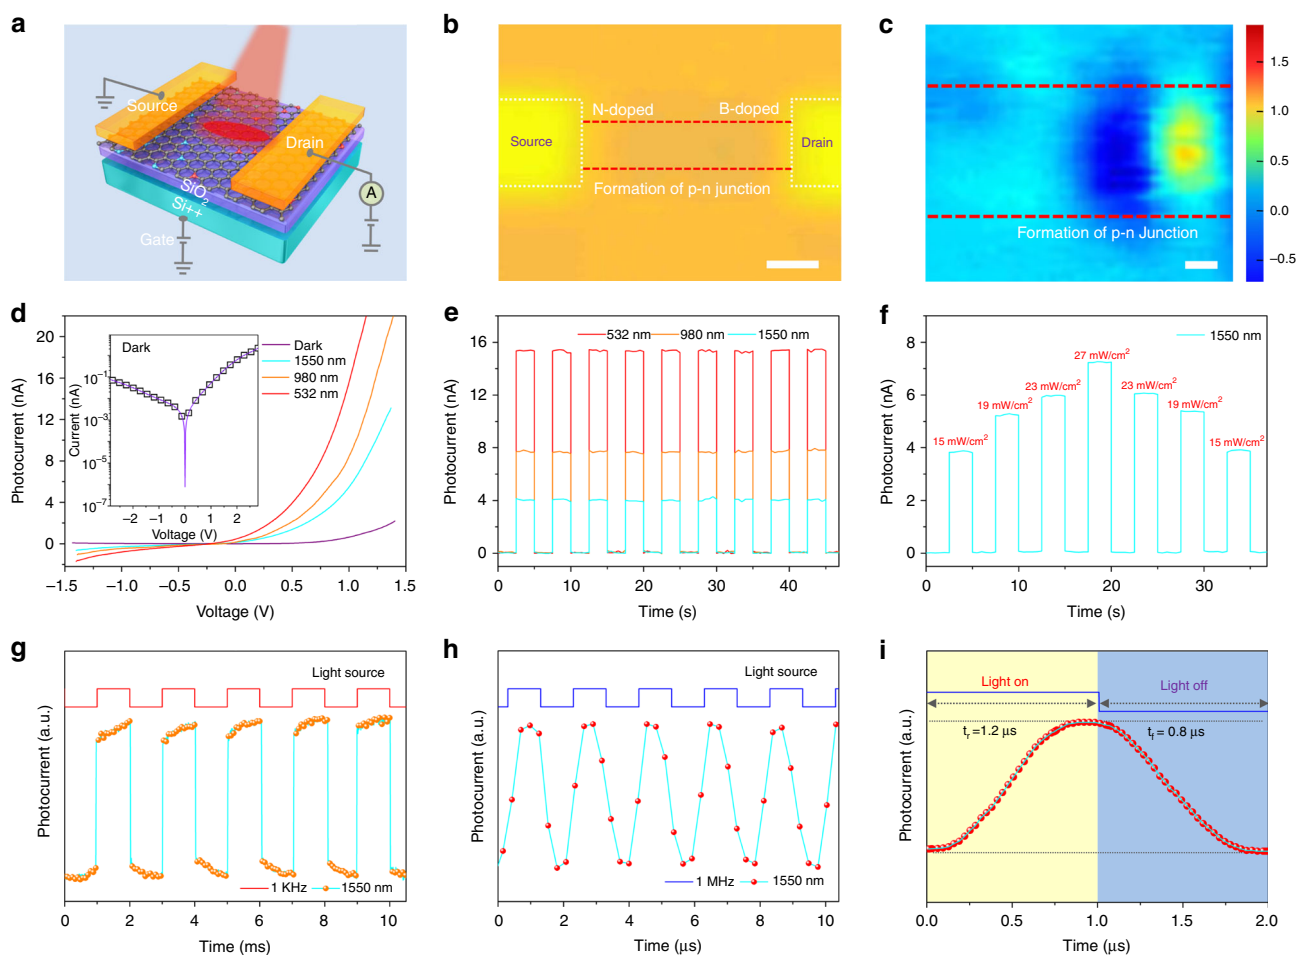 a
Source
Drain
SiO2
Si++
Gate
A
b
N-doped
B-doped
Source
Drain
Formation of p-n junction
c
Formation of p-n Junction
1.5
1.0
0.5
0.0
−0.5
d
Photocurrent (nA)
20
16
12
8
4
0
−1.5
−1.0
−0.5
0.0
0.5
1.0
1.5
Voltage (V)
Dark
1550 nm
980 nm
532 nm
Dark
Current (nA)
10−1
10−3
10−5
10−7
−2
0
2
Voltage (V)
e
Photocurrent (nA)
16
12
8
4
0
532 nm
980 nm
1550 nm
0
10
20
30
40
Time (s)
f
Photocurrent (nA)
8
6
4
2
0
1550 nm
15 mW/cm2
19 mW/cm2
23 mW/cm2
27 mW/cm2
23 mW/cm2
19 mW/cm2
15 mW/cm2
0
10
20
30
Time (s)
g
Photocurrent (a.u.)
Light source
1 KHz
1550 nm
0
2
4
6
8
10
Time (ms)
h
Photocurrent (a.u.)
Light source
1 MHz
1550 nm
0
2
4
6
8
10
Time (μs)
i
Photocurrent (a.u.)
Light on
Light off
tr =1.2 μs
tf = 0.8 μs
0.0
0.5
1.0
1.5
2.0
Time (μs)